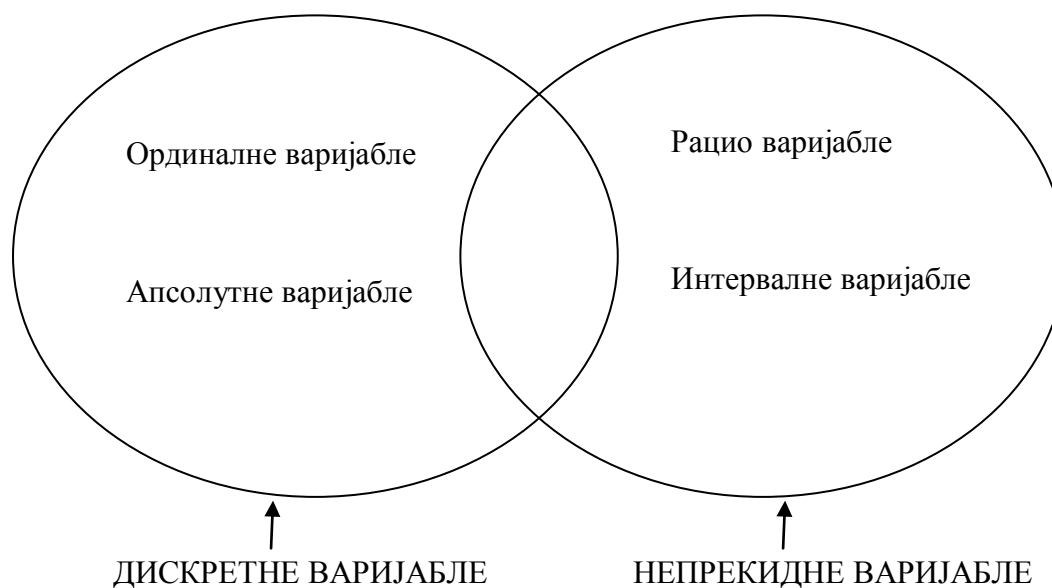 Ординалне варијабле
Апсолутне варијабле
Рацио варијабле
Интервалне варијабле
ДИСКРЕТНЕ ВАРИЈАБЛЕ
НЕПРЕКИДНЕ ВАРИЈАБЛЕ